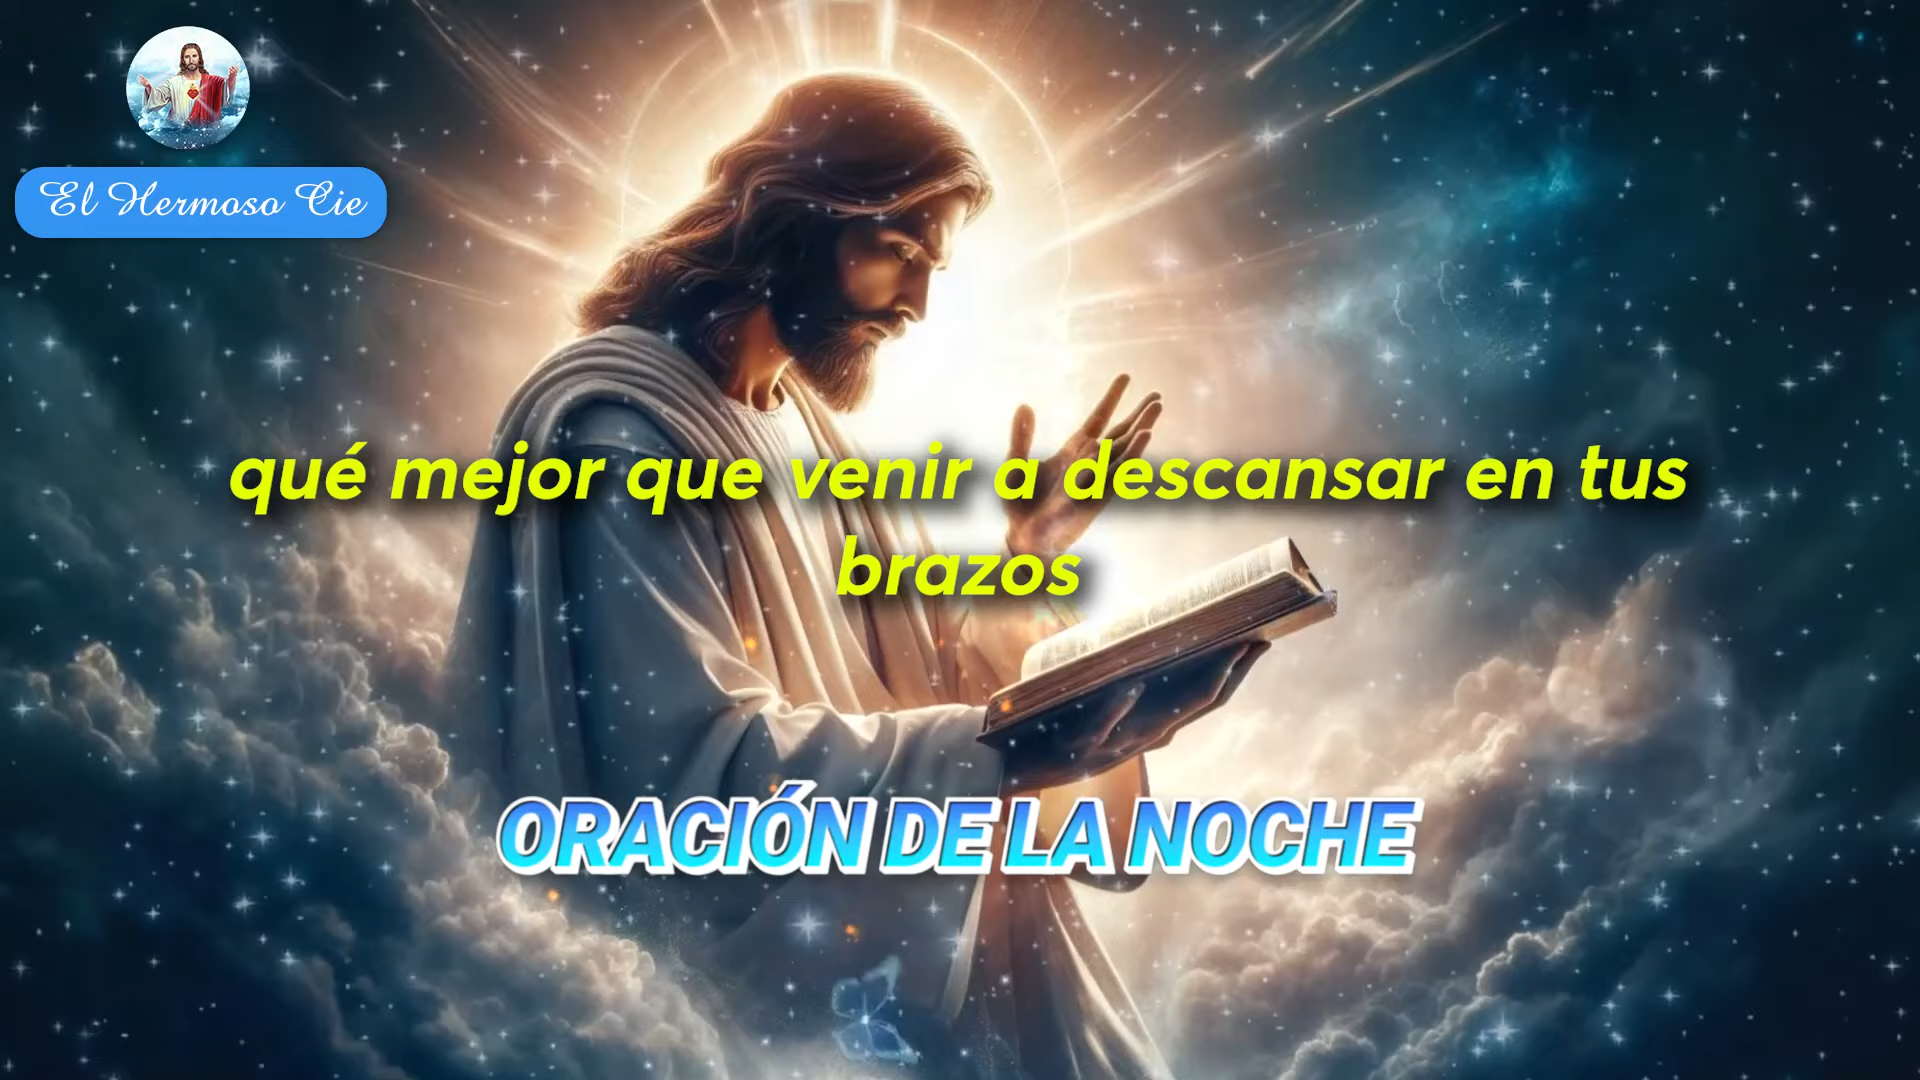 El Hermoso Cie
qué mejor que venir a descansar en tus
brazos
ORACIÓN DE LA NOCHE